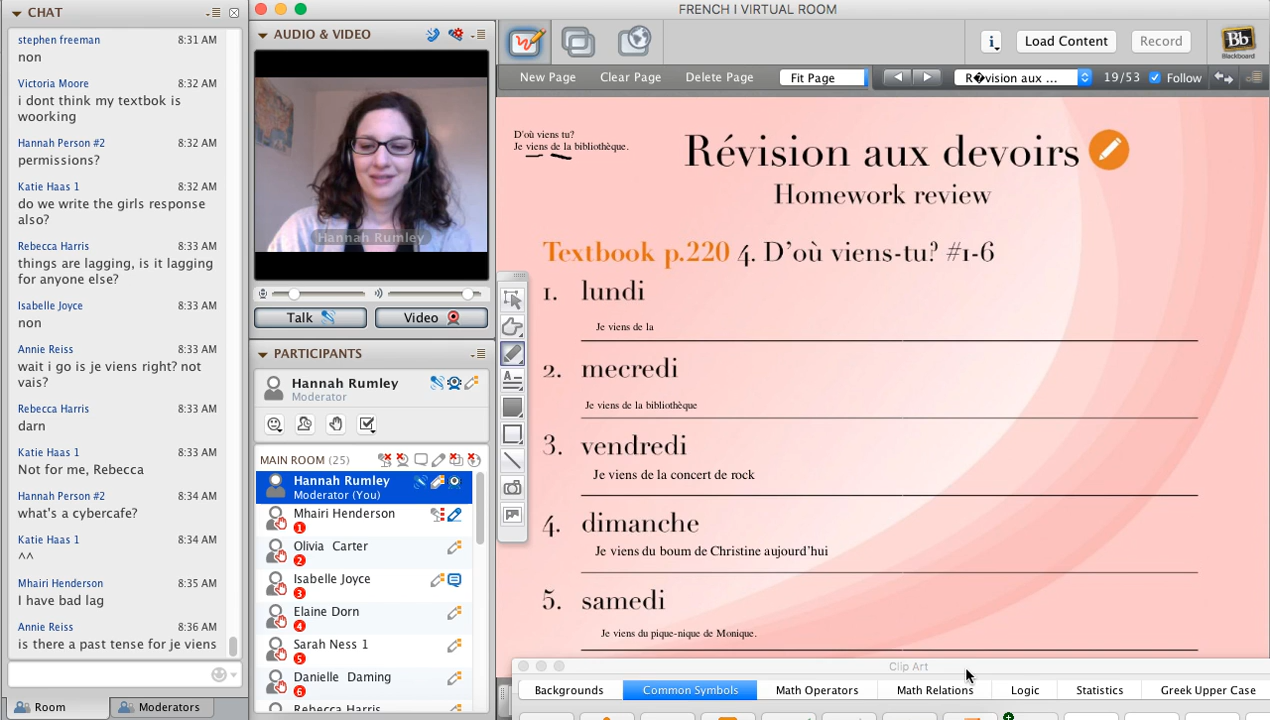 FRENCH I VIRTUAL ROOM
CHAT
stephen freeman 8:31 AM
non
Victoria Moore 8:32 AM
i dont think my textbok is
woorking
Hannah Person #2 8:32 AM
permissions?
Katie Haas 1 8:32 AM
do we write the girls response
also?
Rebecca Harris 8:33 AM
things are lagging, is it lagging
for anyone else?
Isabelle Joyce 8:33 AM
non
Annie Reiss 8:33 AM
wait i go is je viens right? not
vais?
Rebecca Harris 8:33 AM
darn
Katie Haas 1 8:33 AM
Not for me, Rebecca
Hannah Person #2 8:34 AM
what's a cybercafe?
Katie Haas 1 8:34 AM
^^
Mhairi Henderson 8:35 AM
I have bad lag
Annie Reiss 8:36 AM
is there a past tense for je viens
Room
Moderators
AUDIO & VIDEO
Hannah Rumley
Talk
Video
PARTICIPANTS
Hannah Rumley
Moderator
MAIN ROOM (25)
Hannah Rumley
Moderator (You)
Mhairi Henderson
1
Olivia Carter
2
Isabelle Joyce
3
Elaine Dorn
4
Sarah Ness 1
5
Danielle Daming
6
Rebecca Harris
i
Load Content
Record
Bb
Blackboard
New Page
Clear Page
Delete Page
Fit Page
R�vision aux ...
19/53
Follow
D'où viens tu?
Je viens de la bibliothèque.
Révision aux devoirs
Homework review
Textbook p.220 4. D'où viens-tu? #1-6
1. lundi
Je viens de la
2. mecredi
Je viens de la bibliothèque
3. vendredi
Je viens de la concert de rock
4. dimanche
Je viens du boum de Christine aujourd'hui
5. samedi
Je viens du pique-nique de Monique.
Clip Art
Backgrounds
Common Symbols
Math Operators
Math Relations
Logic
Statistics
Greek Upper Case